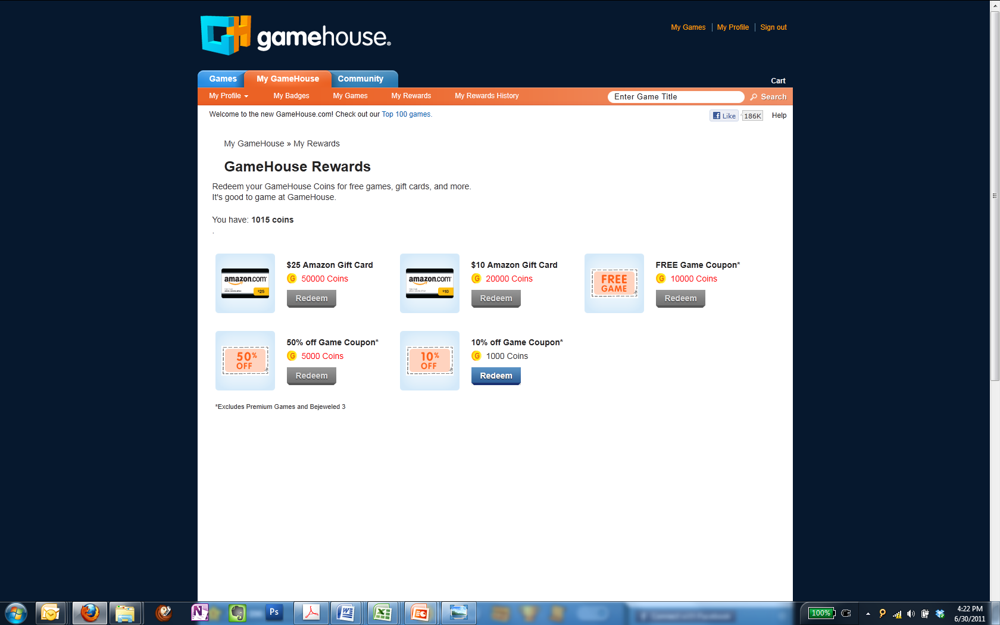 gamehouse®
My Games | My Profile | Sign out
Games My GameHouse Community
Cart
My Profile My Badges My Games My Rewards My Rewards History Enter Game Title Search
Welcome to the new GameHouse.com! Check out our Top 100 games.
Like 186K Help
My GameHouse » My Rewards
GameHouse Rewards
Redeem your GameHouse Coins for free games, gift cards, and more.
It's good to game at GameHouse.
You have: 1015 coins
.
amazon.com
$25
$25 Amazon Gift Card
G 50000 Coins
Redeem
amazon.com
$10
$10 Amazon Gift Card
G 20000 Coins
Redeem
FREE
GAME
FREE Game Coupon*
G 10000 Coins
Redeem
50% 
OFF
50% off Game Coupon*
G 5000 Coins
Redeem
10%
OFF
10% off Game Coupon*
G 1000 Coins
Redeem
*Excludes Premium Games and Bejeweled 3
N
Ps
100%
4:22 PM
6/30/2011